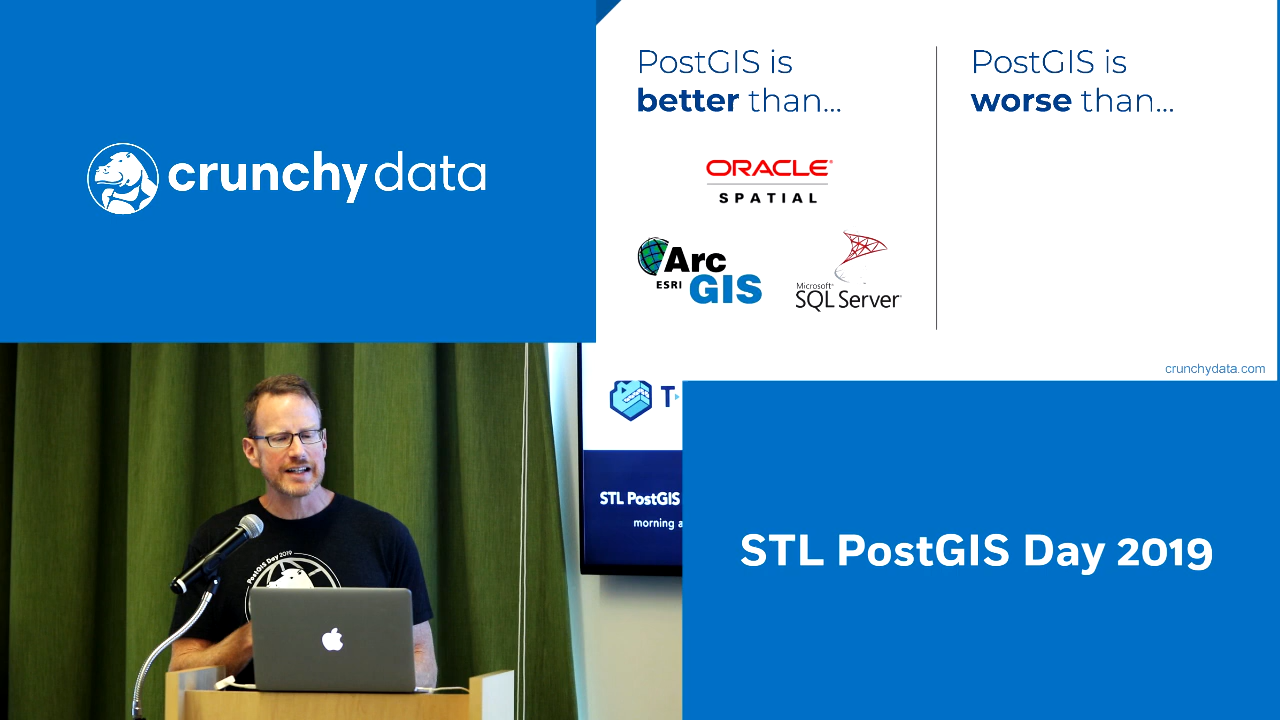 crunchy data
PostGIS is
better than...
PostGIS is
worse than...
ORACLE®
SPATIAL
Arc
ESRI GIS
Microsoft®
SQL Server®
crunchydata.com
T
STL PostGIS
morning a
PostGIS Day 2019
STL PostGIS Day 2019